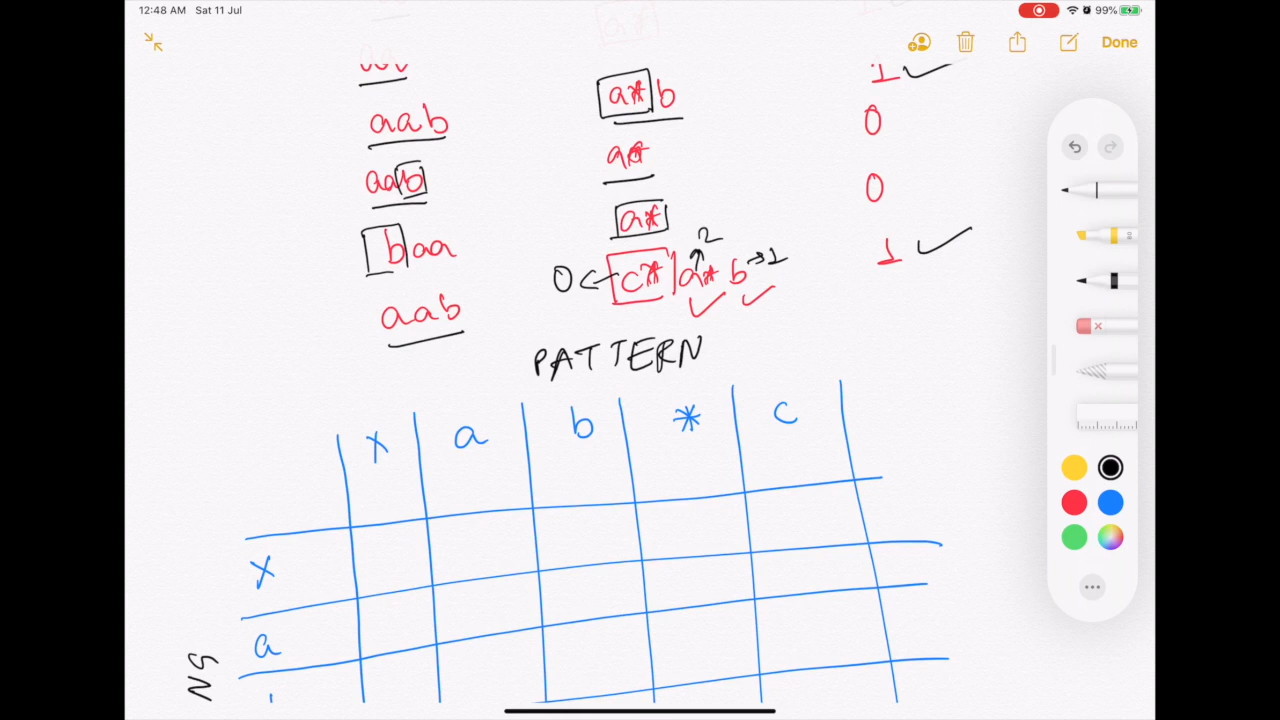 12:48 AM Sat 11 Jul 99%
Done
1
a*b
aab 0
a*
aab 0
a*
baa 2
1
0 c* a* b 1
aab
PATTERN
x a b * c
x
a
NG